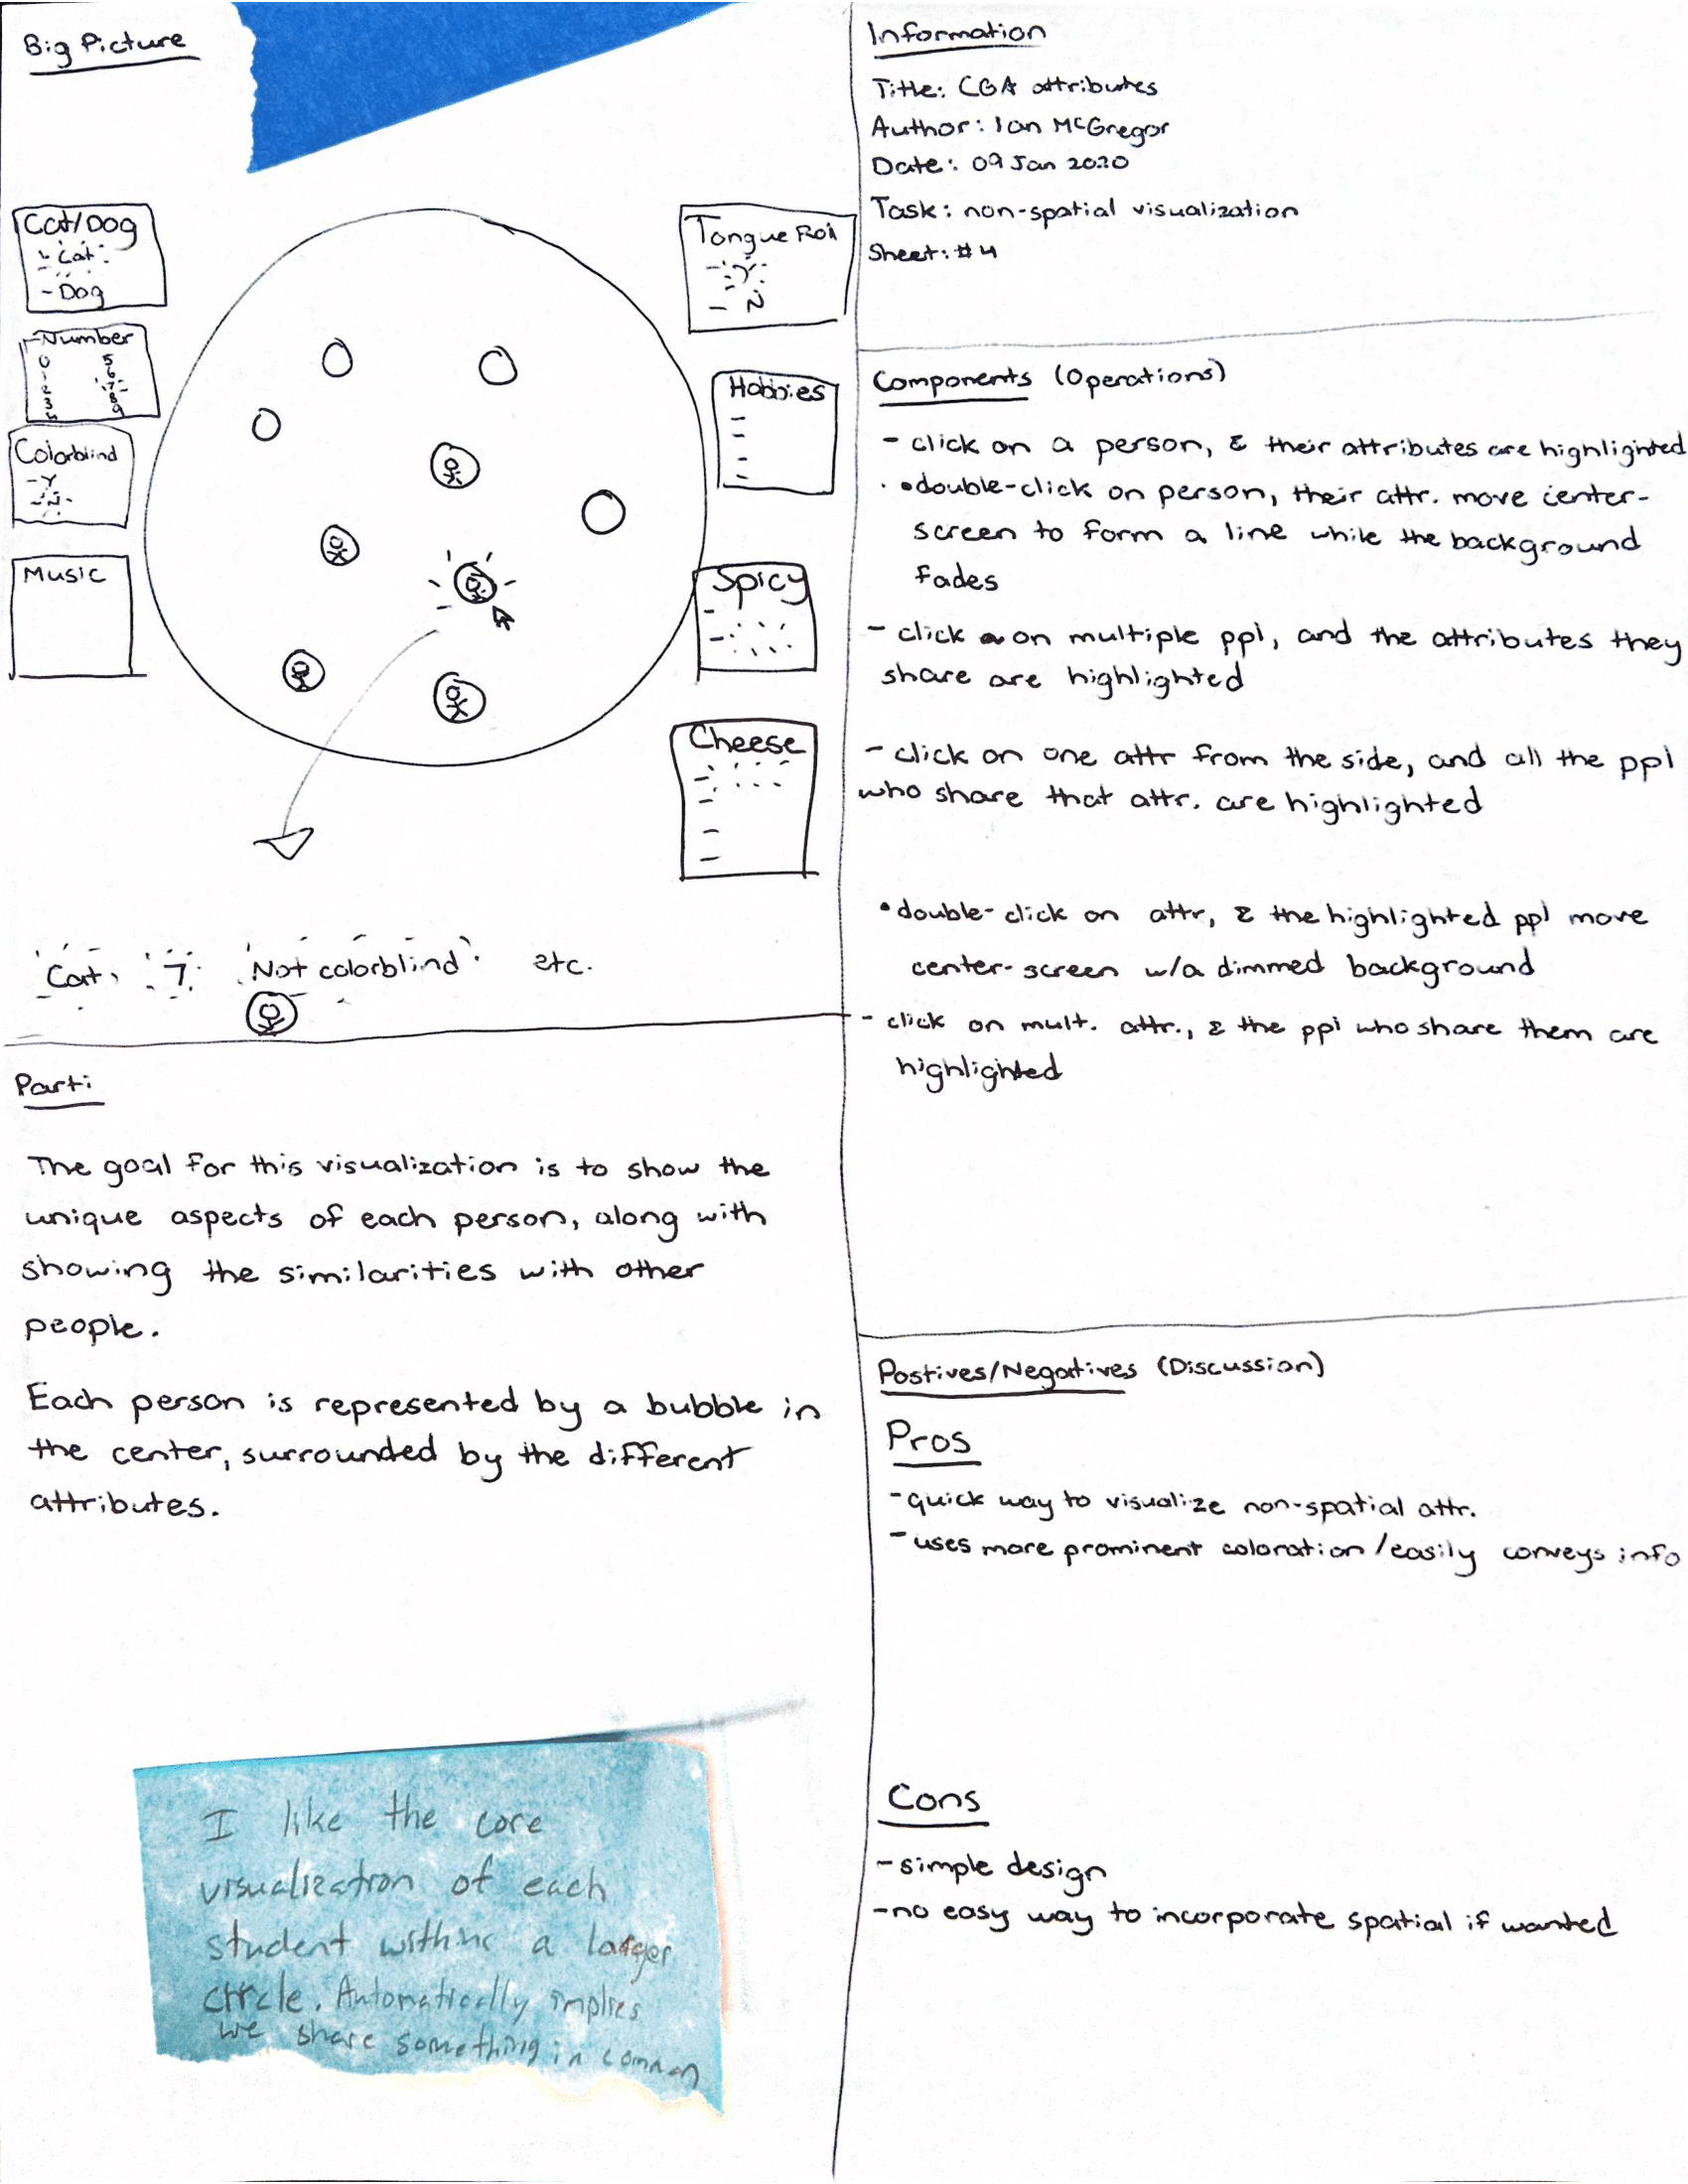 Big Picture
Cat/Dog
- Cat
- Dog
Number
0 5
1 6
2 7
3 8
9
Colorblind
- Y
- N
Music
Tongue Roll
- Y
- N
Hobbies
Spicy
Cheese
Cat, 7 Not colorblind etc.
Parti
The goal for this visualization is to show the
unique aspects of each person, along with
showing the similarities with other
people.
Each person is represented by a bubble in
the center, surrounded by the different
attributes.
I like the core
visualization of each
student within a larger
circle. Automatically implies
we share something in common
Information
Title: CGA attributes
Author: Ian McGregor
Date: 09 Jan 2020
Task: non-spatial visualization
Sheet: #4
Components (Operations)
- click on a person, & their attributes are highlighted
• double-click on person, their attr. move center-
screen to form a line while the background
fades
- click on multiple ppl, and the attributes they
share are highlighted
- click on one attr from the side, and all the ppl
who share that attr. are highlighted
• double-click on attr, & the highlighted ppl move
center-screen w/a dimmed background
- click on mult. attr., & the ppl who share them are
highlighted
Postives/Negatives (Discussion)
Pros
- quick way to visualize non-spatial attr.
- uses more prominent coloration/easily conveys info
Cons
- simple design
- no easy way to incorporate spatial if wanted